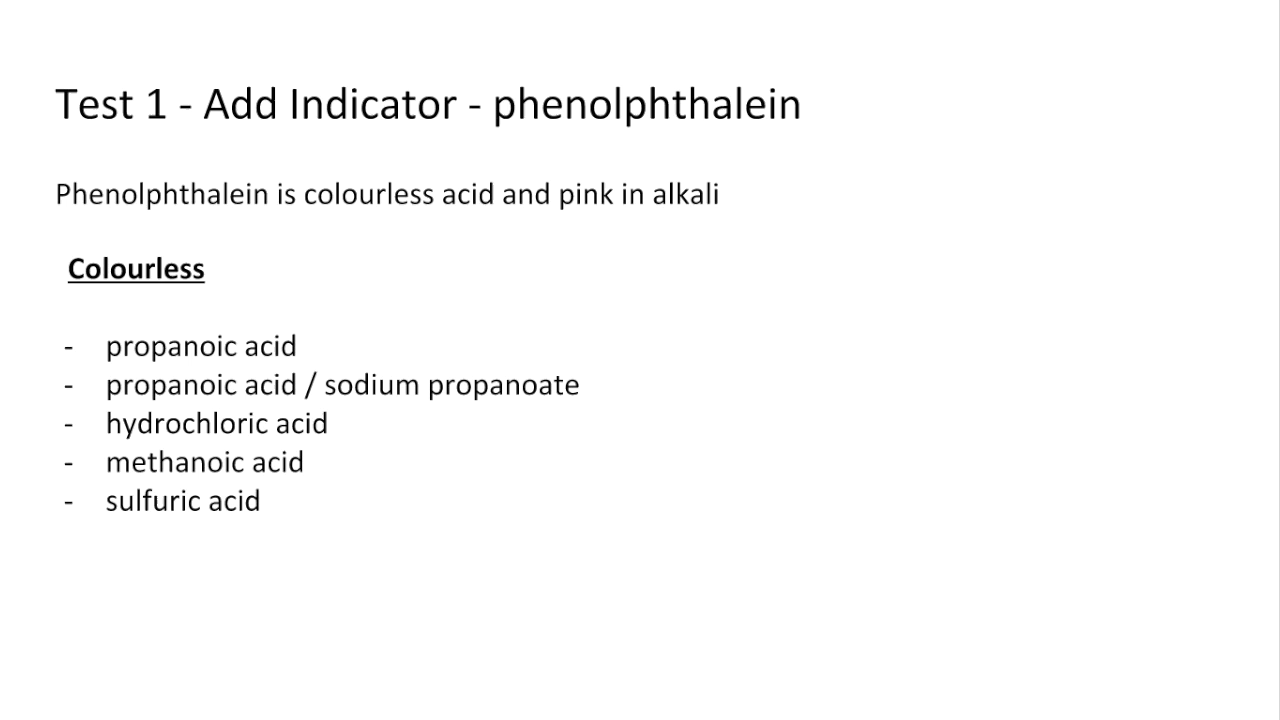 Test 1 - Add Indicator - phenolphthalein
Phenolphthalein is colourless acid and pink in alkali
Colourless
- propanoic acid
- propanoic acid / sodium propanoate
- hydrochloric acid
- methanoic acid
- sulfuric acid